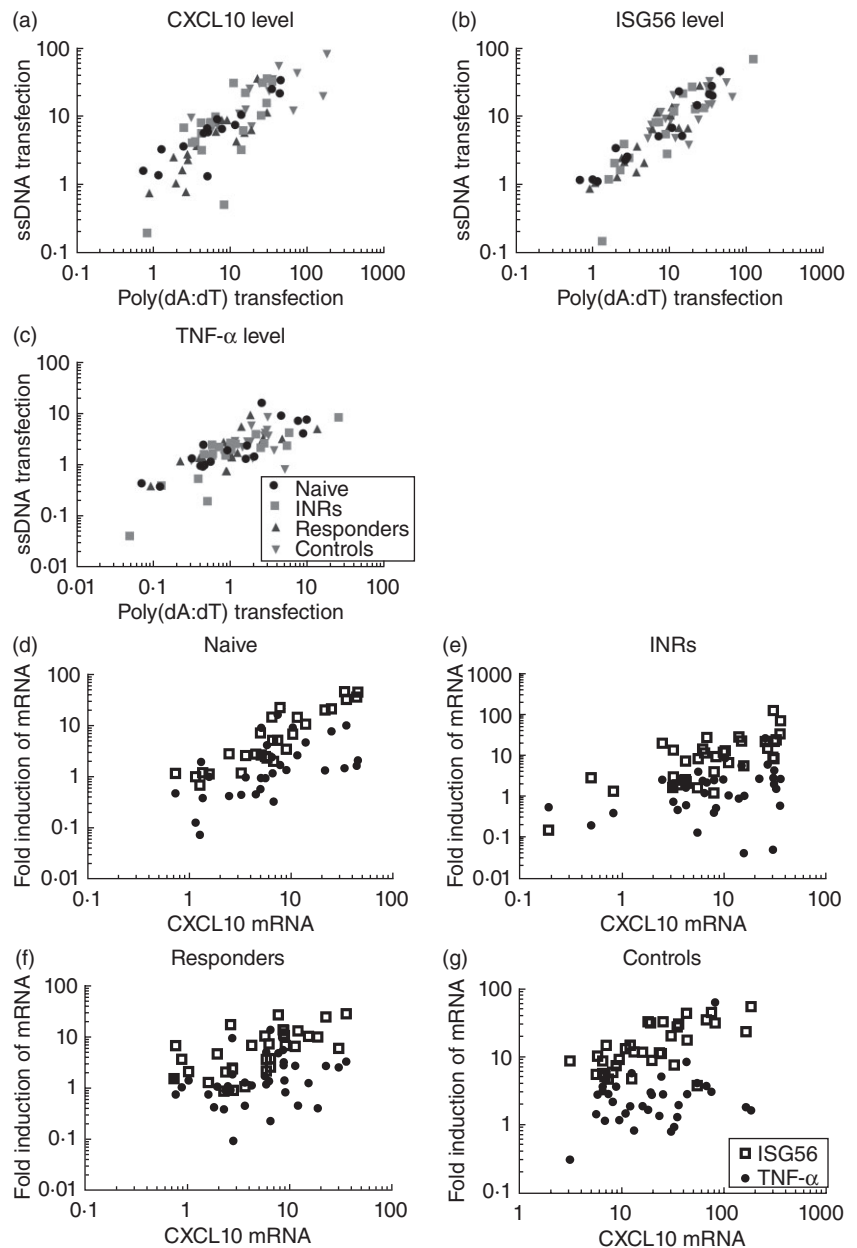 (a) CXCL10 level
100
10
1
0·1
ssDNA transfection
0·1 1 10 100 1000
Poly(dA:dT) transfection
(b) ISG56 level
100
10
1
0·1
ssDNA transfection
0·1 1 10 100 1000
Poly(dA:dT) transfection
(c) TNF-α level
100
10
1
0·1
0·01
ssDNA transfection
0·01 0·1 1 10 100
Poly(dA:dT) transfection
Naive
INRs
Responders
Controls
(d) Naive
100
10
1
0·1
0·01
Fold induction of mRNA
0·1 1 10 100
CXCL10 mRNA
(e) INRs
1000
100
10
1
0·1
0·01
Fold induction of mRNA
0·1 1 10 100
CXCL10 mRNA
(f) Responders
100
10
1
0·1
0·01
Fold induction of mRNA
0·1 1 10 100
CXCL10 mRNA
(g) Controls
100
10
1
0·1
Fold induction of mRNA
1 10 100 1000
CXCL10 mRNA
ISG56
TNF-α